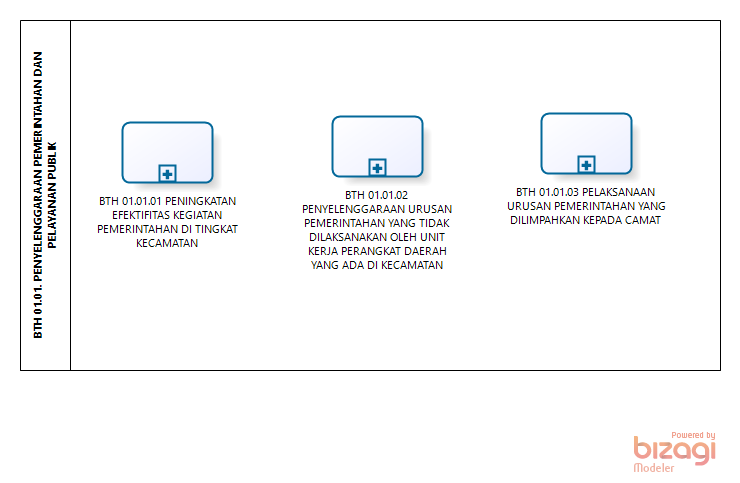 BTH 01.01. PENYELENGGARAAN PEMERINTAHAN DAN
PELAYANAN PUBLIK
BTH 01.01.01 PENINGKATAN
EFEKTIFITAS KEGIATAN
PEMERINTAHAN DI TINGKAT
KECAMATAN
BTH 01.01.02
PENYELENGGARAAN URUSAN
PEMERINTAHAN YANG TIDAK
DILAKSANAKAN OLEH UNIT
KERJA PERANGKAT DAERAH
YANG ADA DI KECAMATAN
BTH 01.01.03 PELAKSANAAN
URUSAN PEMERINTAHAN YANG
DILIMPAHKAN KEPADA CAMAT
Powered by
bizagi
Modeler